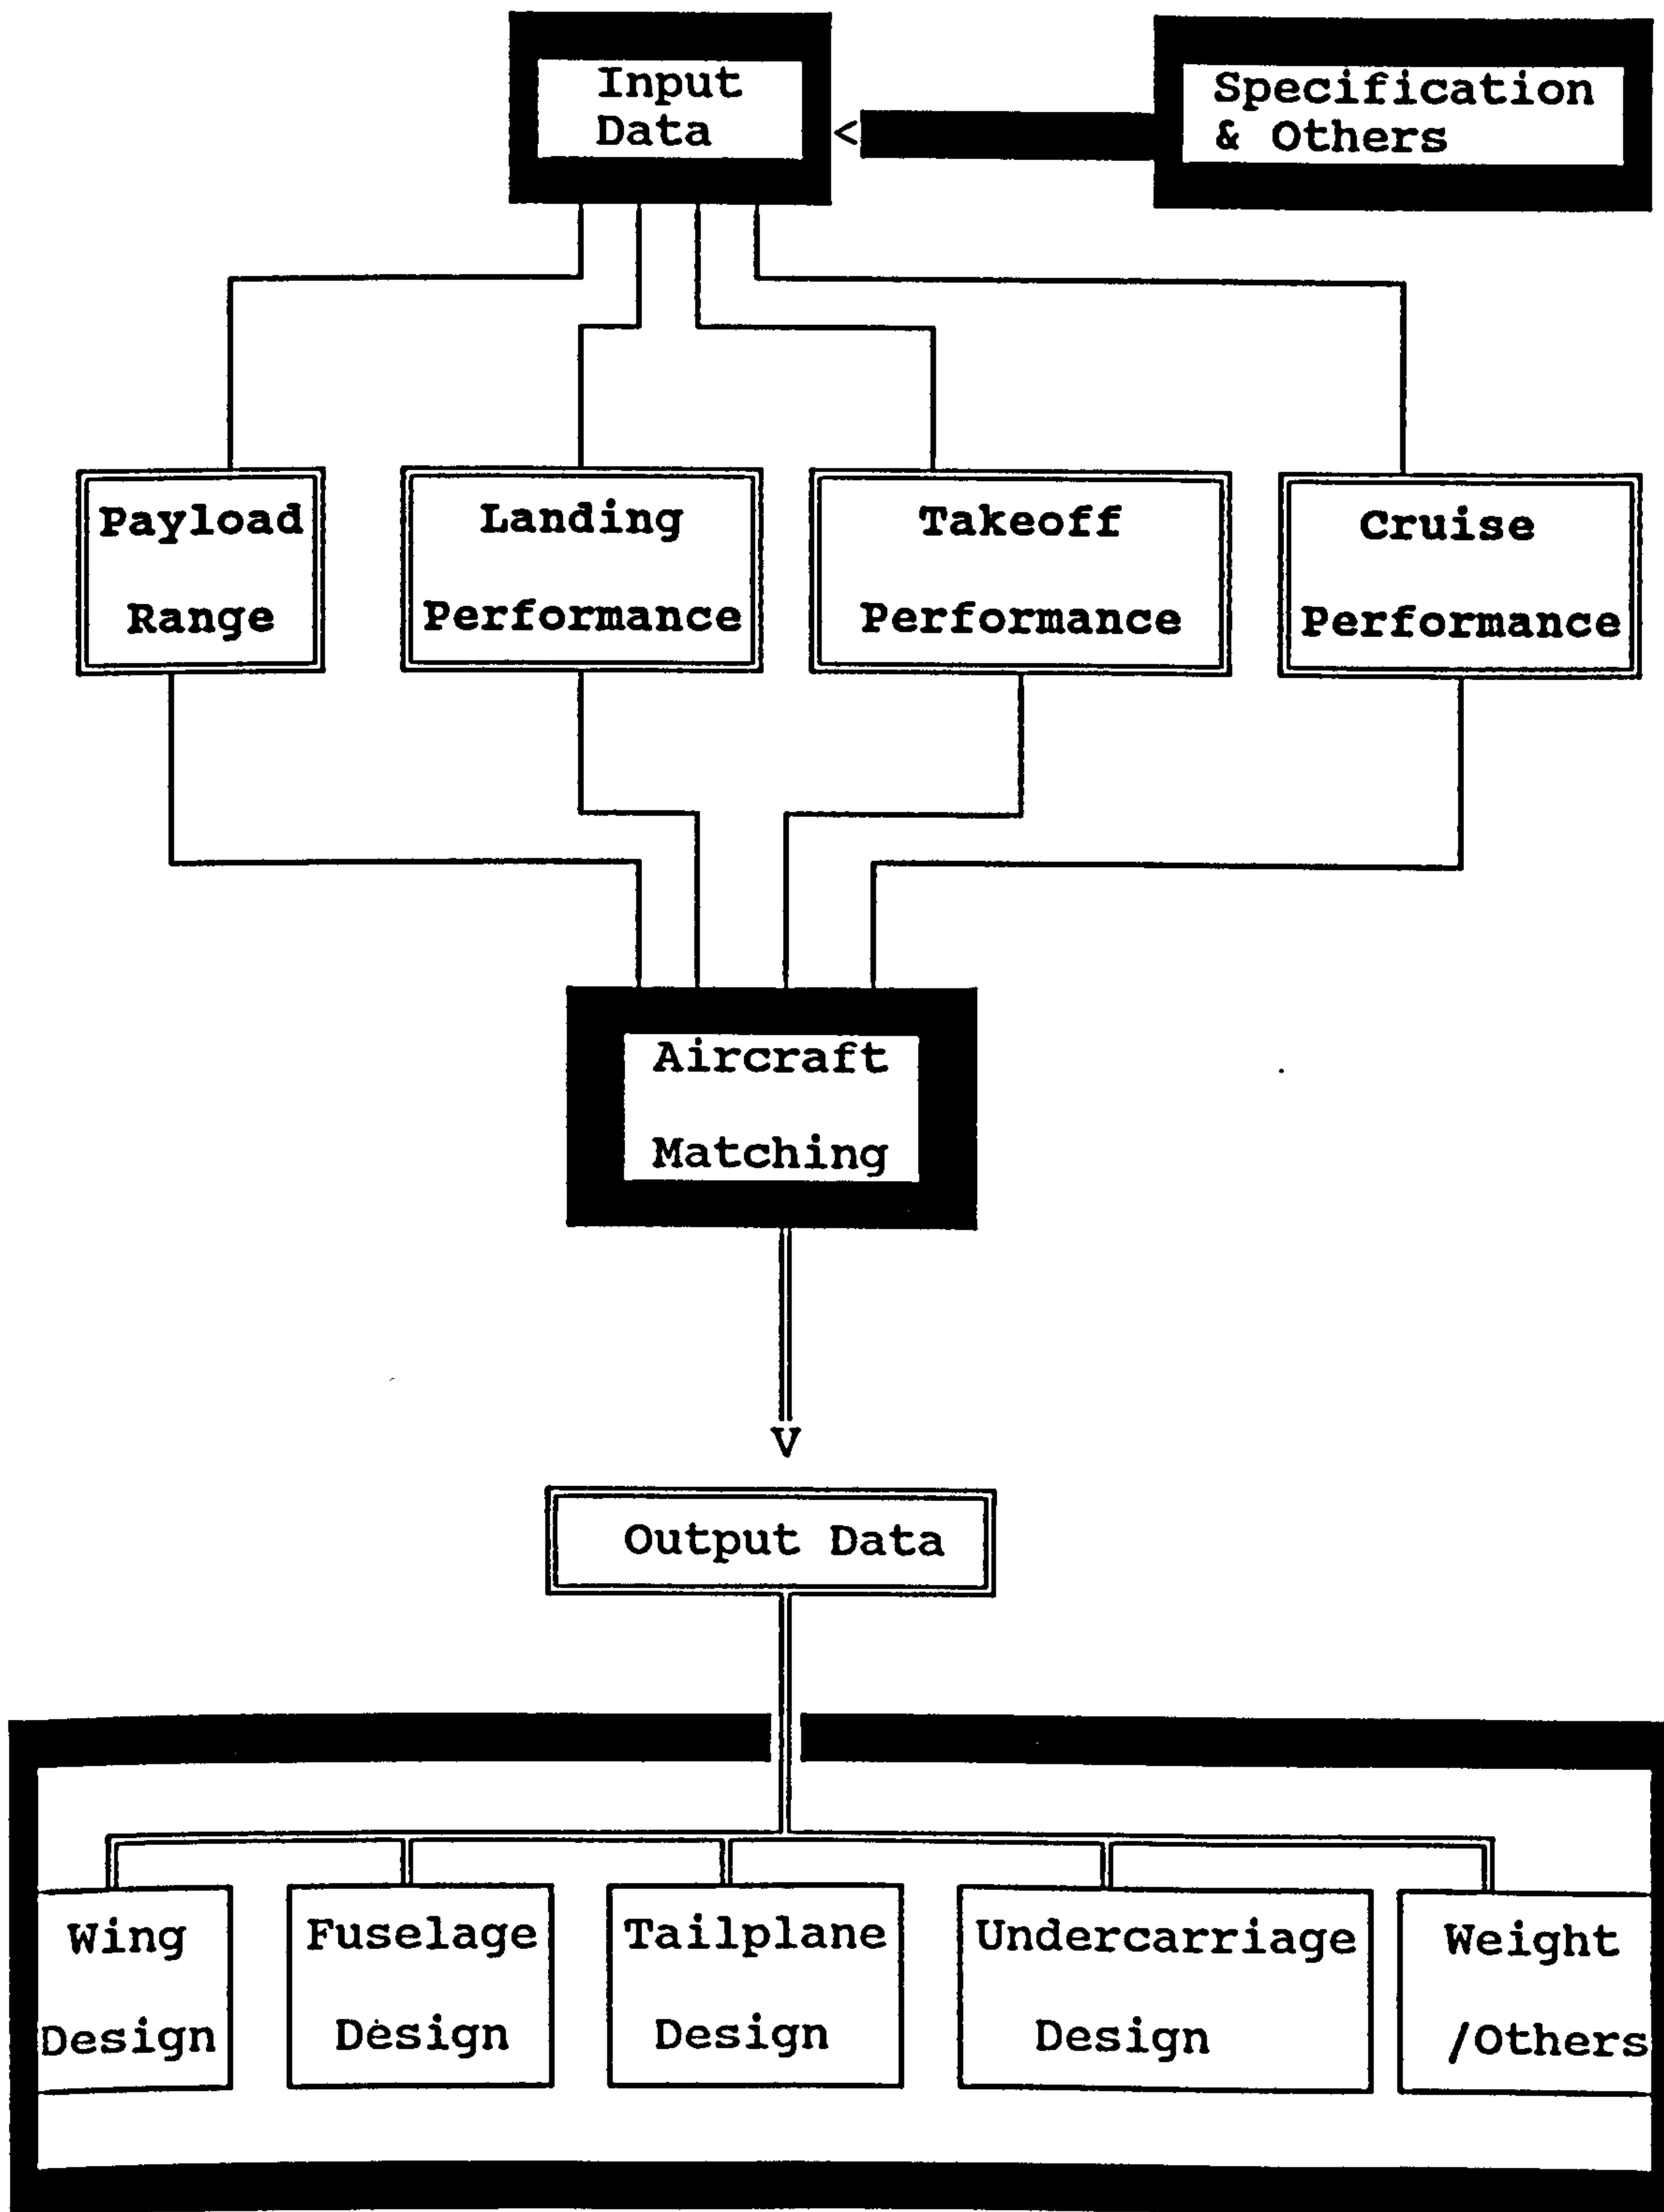 Input
Data
<
Specification
& Others
Payload
Range
Landing
Performance
Takeoff
Performance
Cruise
Performance
Aircraft
Matching
V
Output Data
Wing
Design
Fuselage
Design
Tailplane
Design
Undercarriage
Design
Weight
/Others